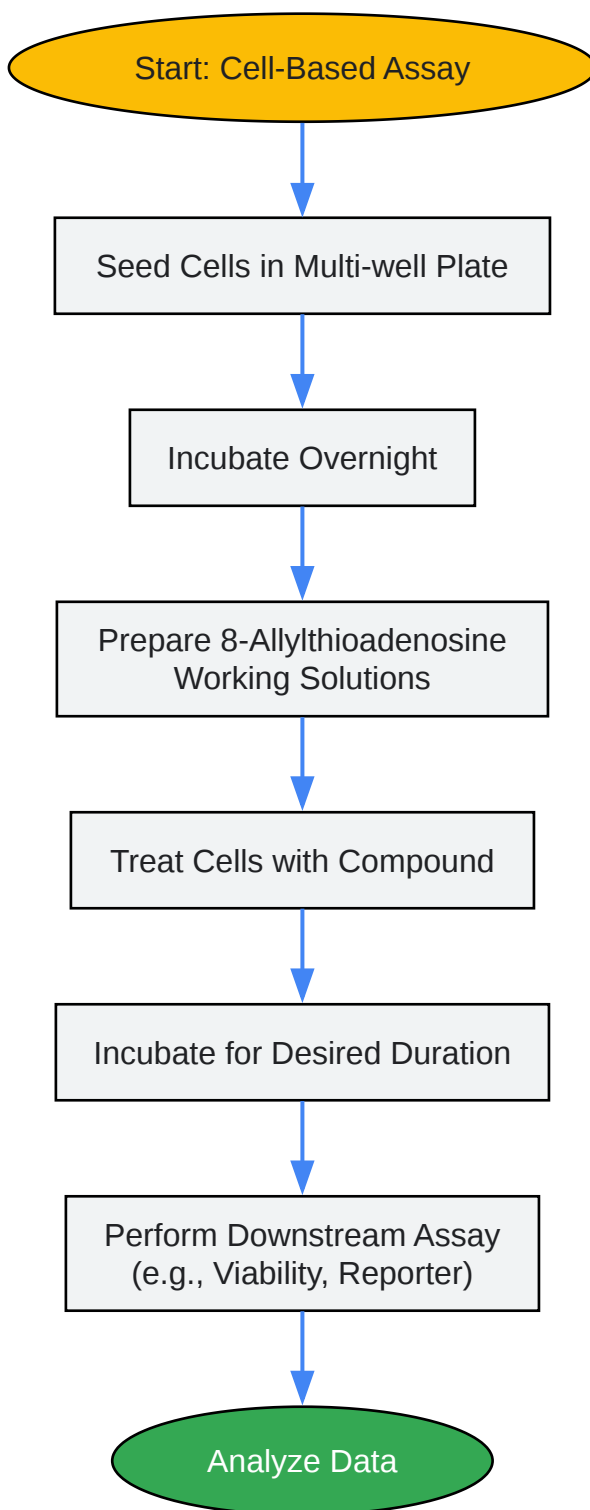 Start: Cell-Based Assay
Seed Cells in Multi-well Plate
Incubate Overnight
Prepare 8-Allylthioadenosine
Working Solutions
Treat Cells with Compound
Incubate for Desired Duration
Perform Downstream Assay
(e.g., Viability, Reporter)
Analyze Data